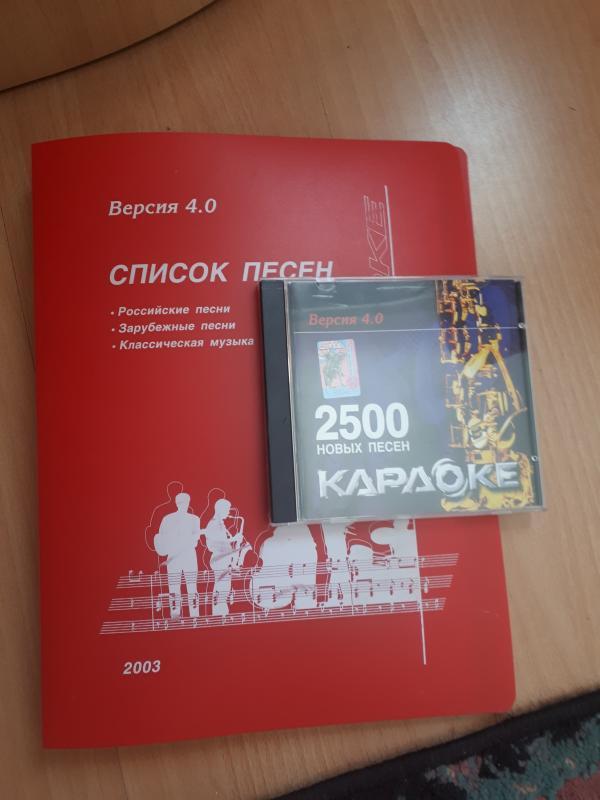 Версия 4.0
СПИСОК ПЕСЕН
• Российские песни
• Зарубежные песни
• Классическая музыка
2003
Версия 4.0
2500
НОВЫХ ПЕСЕН
КАРАОКЕ